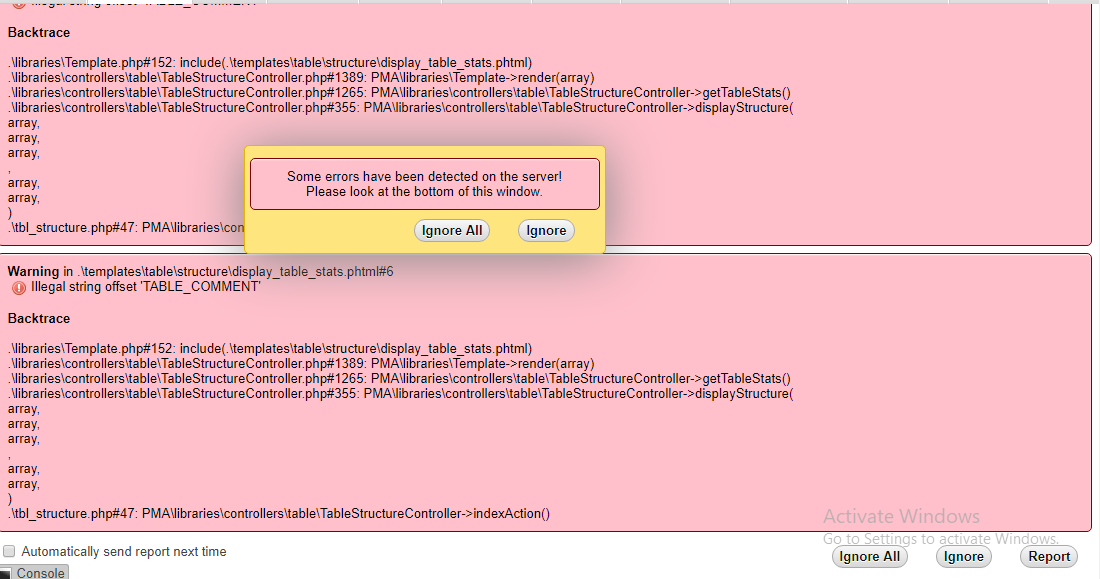 Backtrace
.\libraries\Template.php#152: include(.\templates\table\structure\display_table_stats.phtml)
.\libraries\controllers\table\TableStructureController.php#1389: PMA\libraries\Template->render(array)
.\libraries\controllers\table\TableStructureController.php#1265: PMA\libraries\controllers\table\TableStructureController->getTableStats()
.\libraries\controllers\table\TableStructureController.php#355: PMA\libraries\controllers\table\TableStructureController->displayStructure(
array,
array,
array,
,
array,
array,
)
.\tbl_structure.php#47: PMA\libraries\con
Some errors have been detected on the server!
Please look at the bottom of this window.
Ignore All Ignore
Warning in .\templates\table\structure\display_table_stats.phtml#6
Illegal string offset 'TABLE_COMMENT'
Backtrace
.\libraries\Template.php#152: include(.\templates\table\structure\display_table_stats.phtml)
.\libraries\controllers\table\TableStructureController.php#1389: PMA\libraries\Template->render(array)
.\libraries\controllers\table\TableStructureController.php#1265: PMA\libraries\controllers\table\TableStructureController->getTableStats()
.\libraries\controllers\table\TableStructureController.php#355: PMA\libraries\controllers\table\TableStructureController->displayStructure(
array,
array,
array,
,
array,
array,
)
.\tbl_structure.php#47: PMA\libraries\controllers\table\TableStructureController->indexAction()
Activate Windows
Go to Settings to activate Windows.
Automatically send report next time
Ignore All Ignore Report
Console